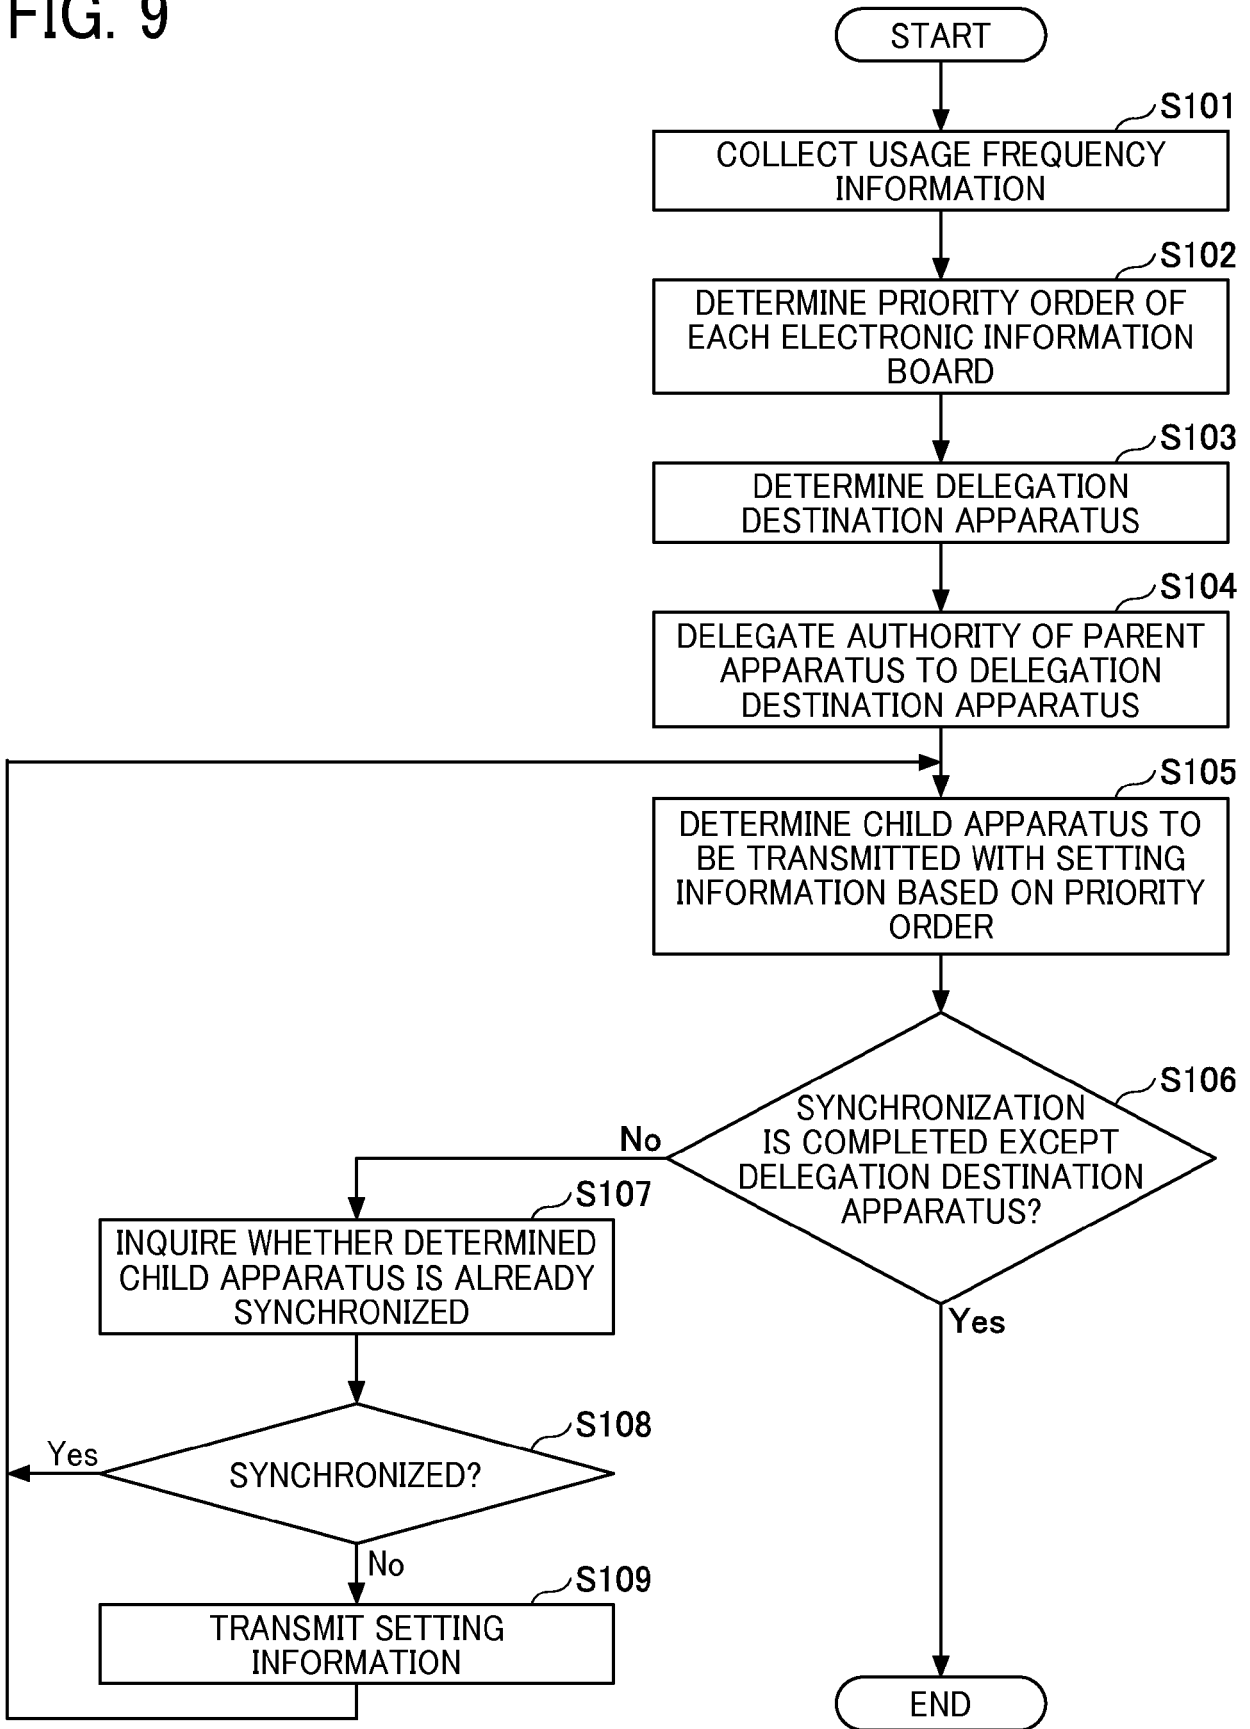 FIG. 9
START
S101
COLLECT USAGE FREQUENCY
INFORMATION
S102
DETERMINE PRIORITY ORDER OF
EACH ELECTRONIC INFORMATION
BOARD
S103
DETERMINE DELEGATION
DESTINATION APPARATUS
S104
DELEGATE AUTHORITY OF PARENT
APPARATUS TO DELEGATION
DESTINATION APPARATUS
S105
DETERMINE CHILD APPARATUS TO
BE TRANSMITTED WITH SETTING
INFORMATION BASED ON PRIORITY
ORDER
S106
SYNCHRONIZATION
IS COMPLETED EXCEPT
DELEGATION DESTINATION
APPARATUS?
No
Yes
S107
INQUIRE WHETHER DETERMINED
CHILD APPARATUS IS ALREADY
SYNCHRONIZED
S108
SYNCHRONIZED?
Yes
No
S109
TRANSMIT SETTING
INFORMATION
END